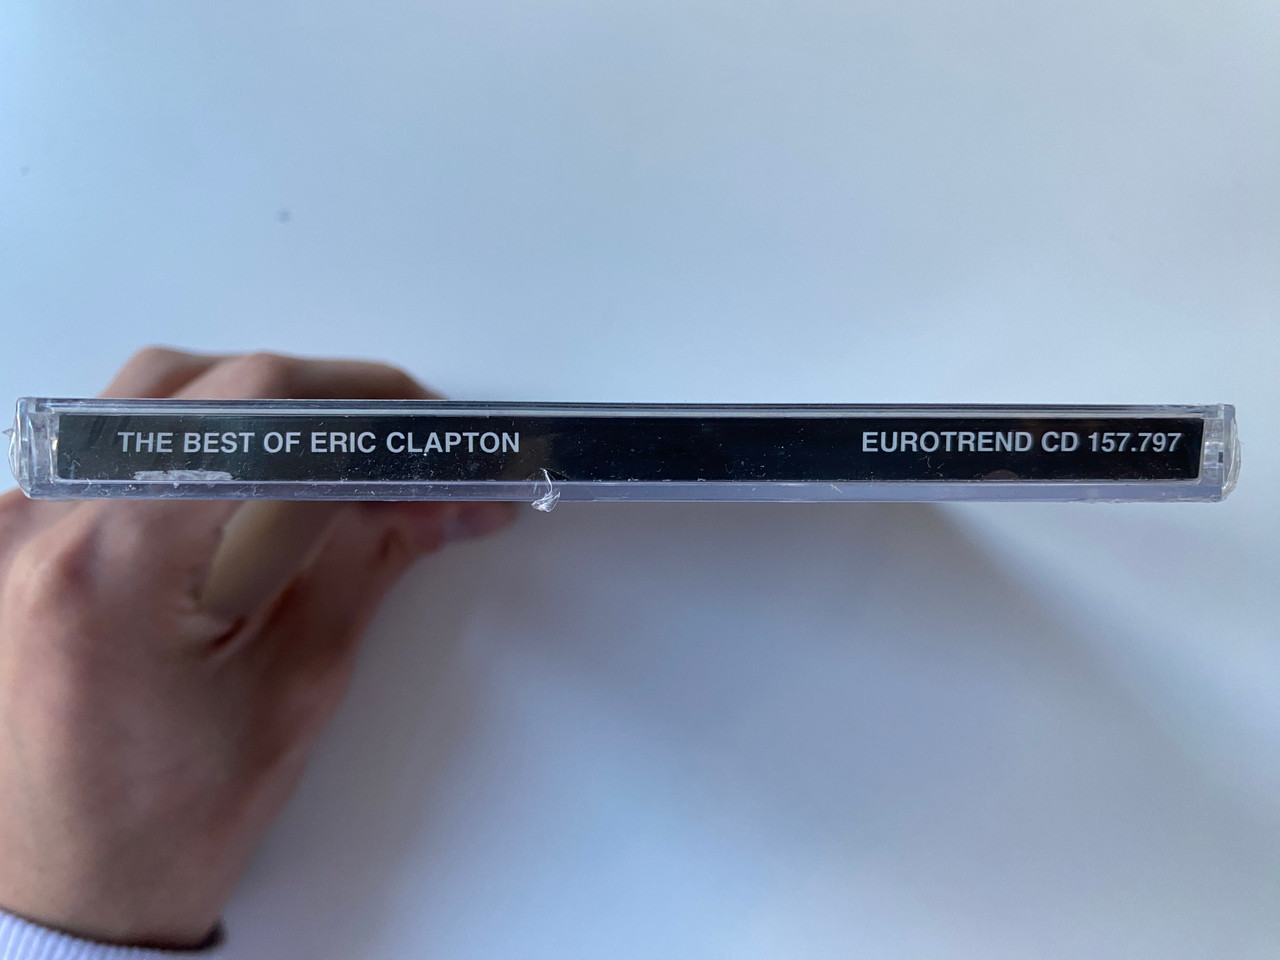 THE BEST OF ERIC CLAPTON EUROTREND CD 157.797